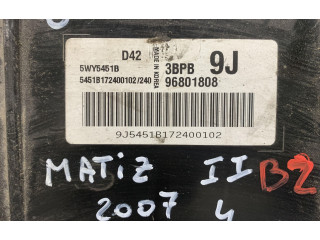 D42 3BPB 9J
5WY5451B MADE IN KOREA
5451B172400102/240 96801808
9J5451B172400102
MATiZ II B2
2007 4